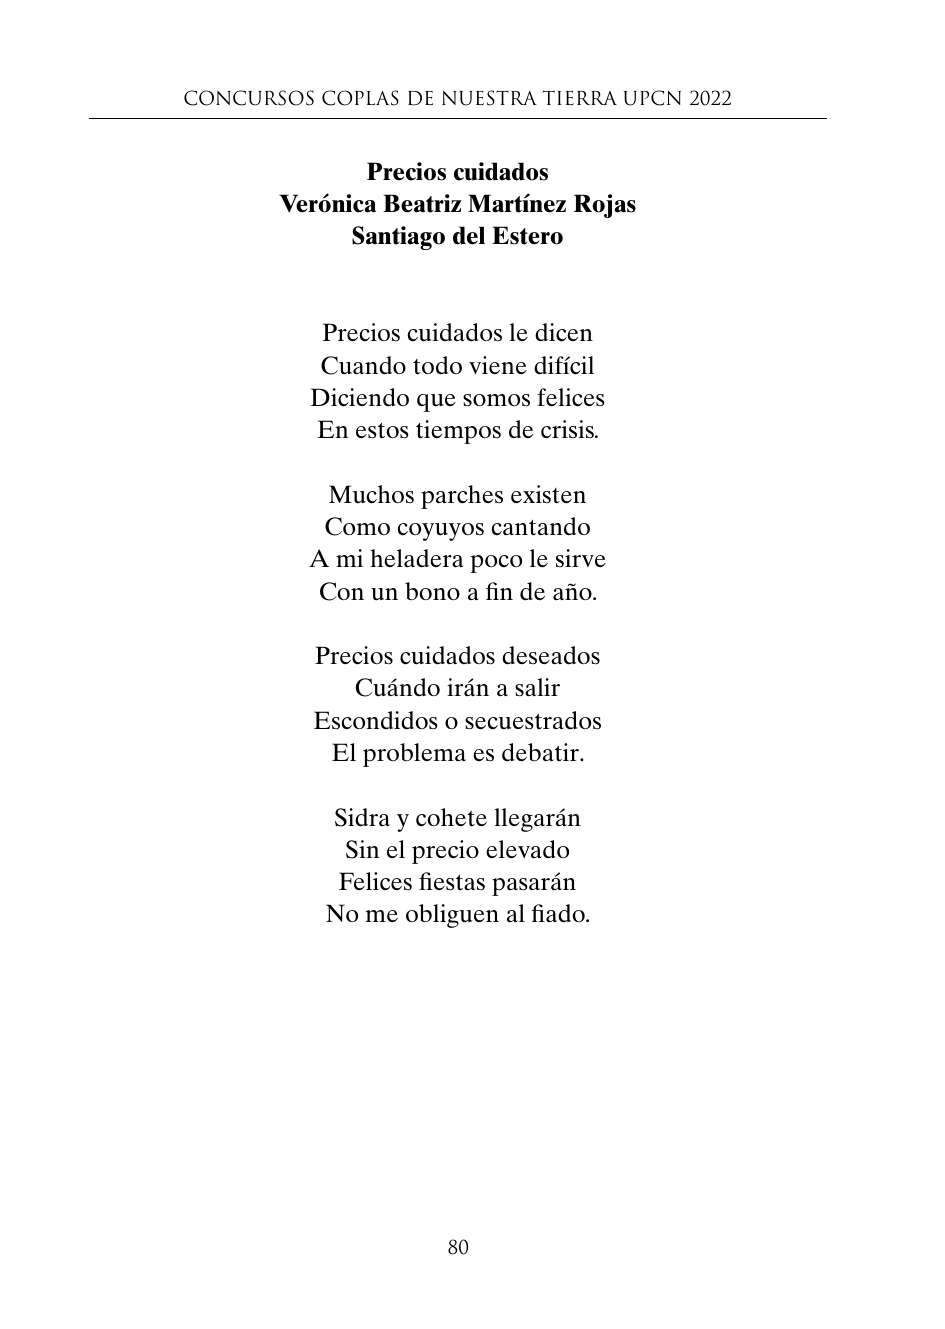 CONCURSOS COPLAS DE NUESTRA TIERRA UPCN 2022
Precios cuidados
Verónica Beatriz Martínez Rojas
Santiago del Estero
Precios cuidados le dicen
Cuando todo viene difícil
Diciendo que somos felices
En estos tiempos de crisis.
Muchos parches existen
Como coyuyos cantando
A mi heladera poco le sirve
Con un bono a fin de año.
Precios cuidados deseados
Cuándo irán a salir
Escondidos o secuestrados
El problema es debatir.
Sidra y cohete llegarán
Sin el precio elevado
Felices fiestas pasarán
No me obliguen al fiado.
80